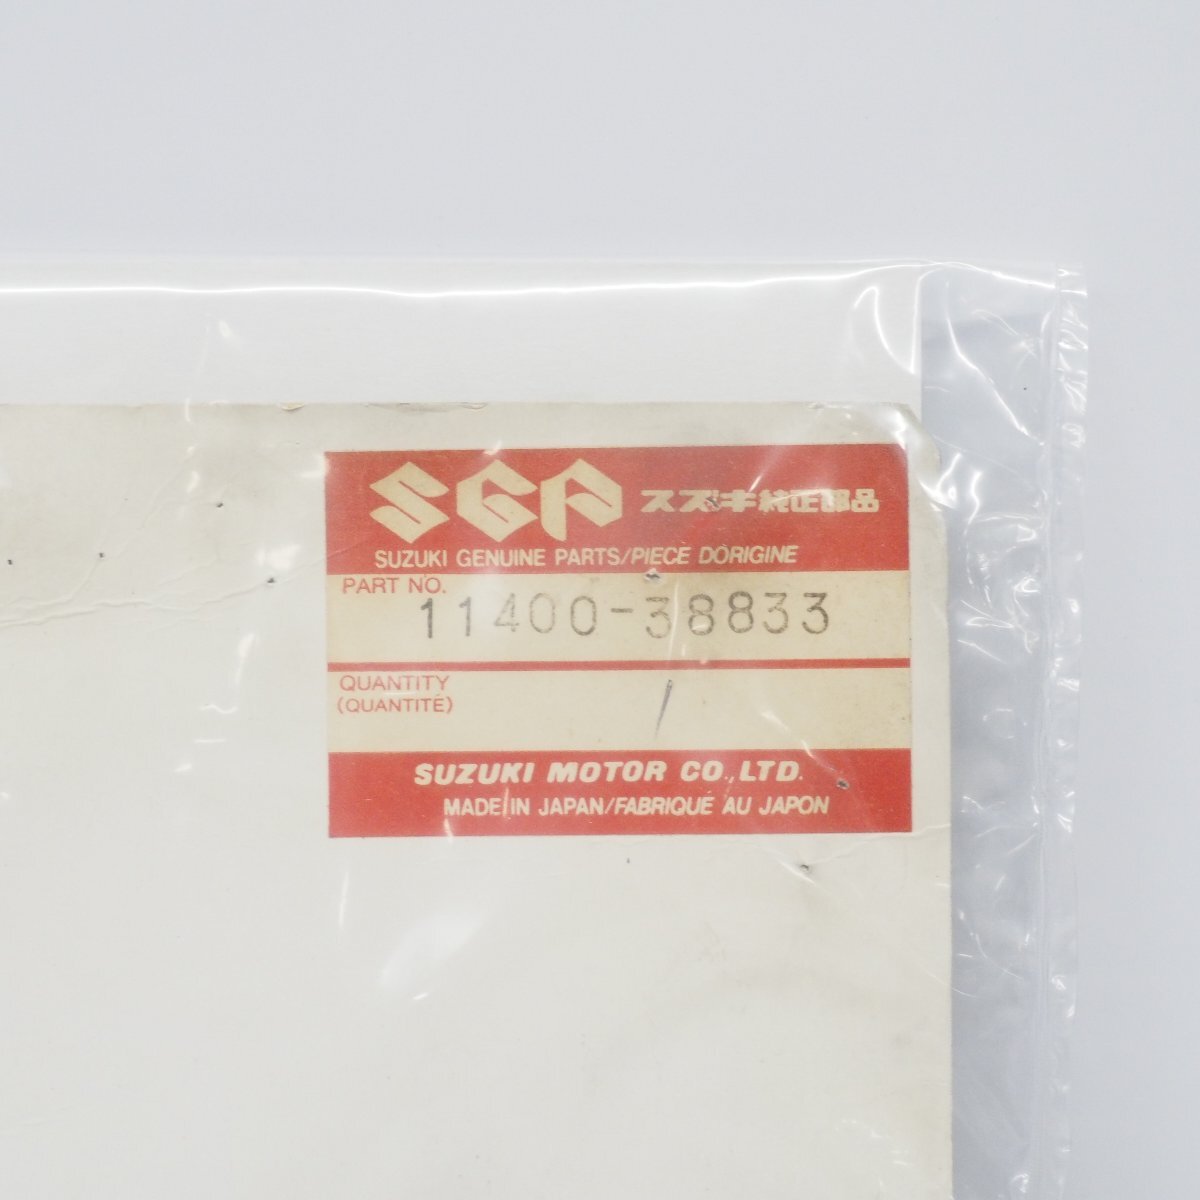 SGP スズキ純正部品
SUZUKI GENUINE PARTS/PIECE DORIGINE
PART NO.
11400-38833
QUANTITY
(QUANTITÉ)
1
SUZUKI MOTOR CO., LTD.
MADE IN JAPAN/FABRIQUÉ AU JAPON